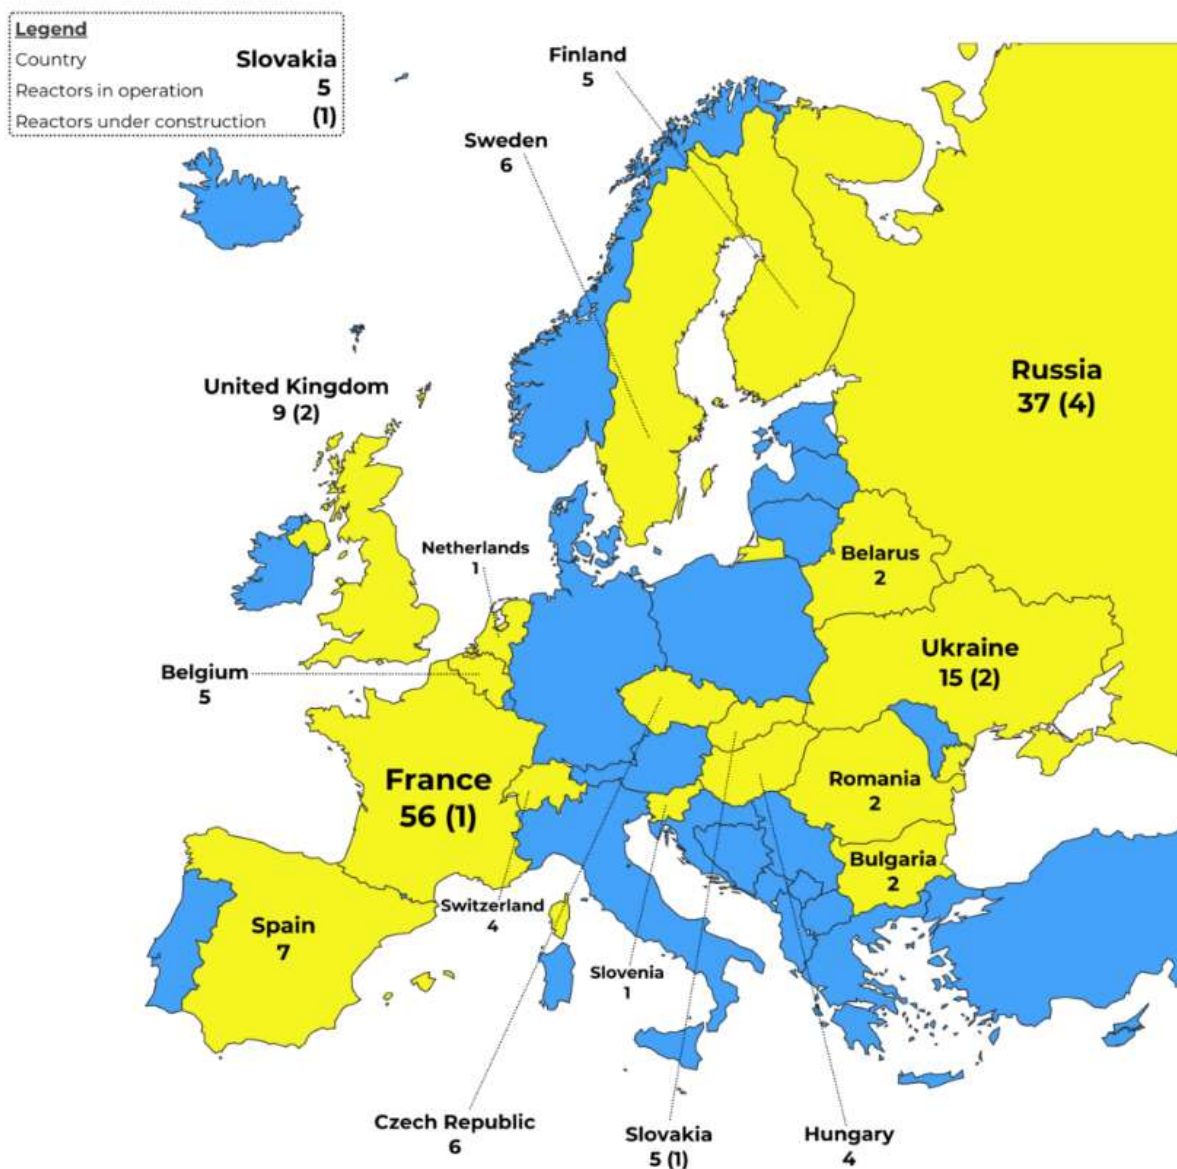 Legend
Country Slovakia
Reactors in operation 5
Reactors under construction (1)
Finland
5
Sweden
6
Russia
37 (4)
United Kingdom
9 (2)
Netherlands
1
Belarus
2
Ukraine
15 (2)
Belgium
5
France
56 (1)
Romania
2
Bulgaria
2
Switzerland
4
Spain
7
Slovenia
1
Czech Republic
6
Slovakia
5 (1)
Hungary
4